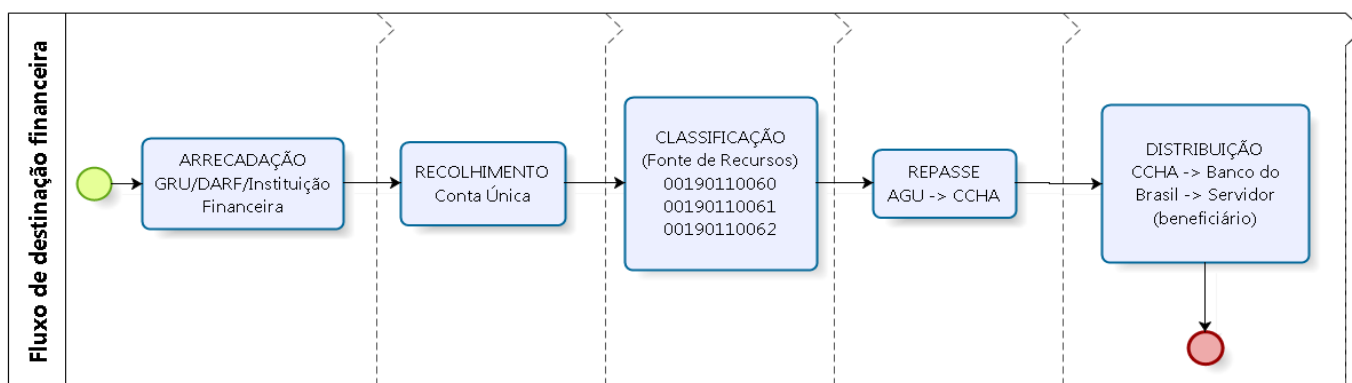 Fluxo de destinação financeira
ARRECADAÇÃO
GRU/DARF/Instituição
Financeira
RECOLHIMENTO
Conta Única
CLASSIFICAÇÃO
(Fonte de Recursos)
00190110060
00190110061
00190110062
REPASSE
AGU -> CCHA
DISTRIBUIÇÃO
CCHA -> Banco do
Brasil -> Servidor
(beneficiário)